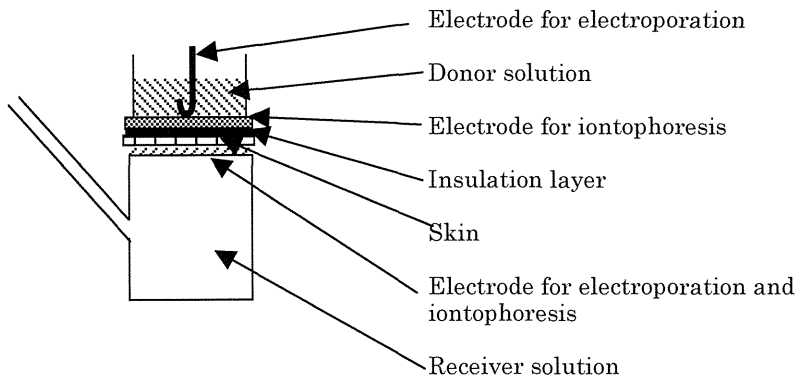 Electrode for electroporation
Donor solution
Electrode for iontophoresis
Insulation layer
Skin
Electrode for electroporation and
iontophoresis
Receiver solution